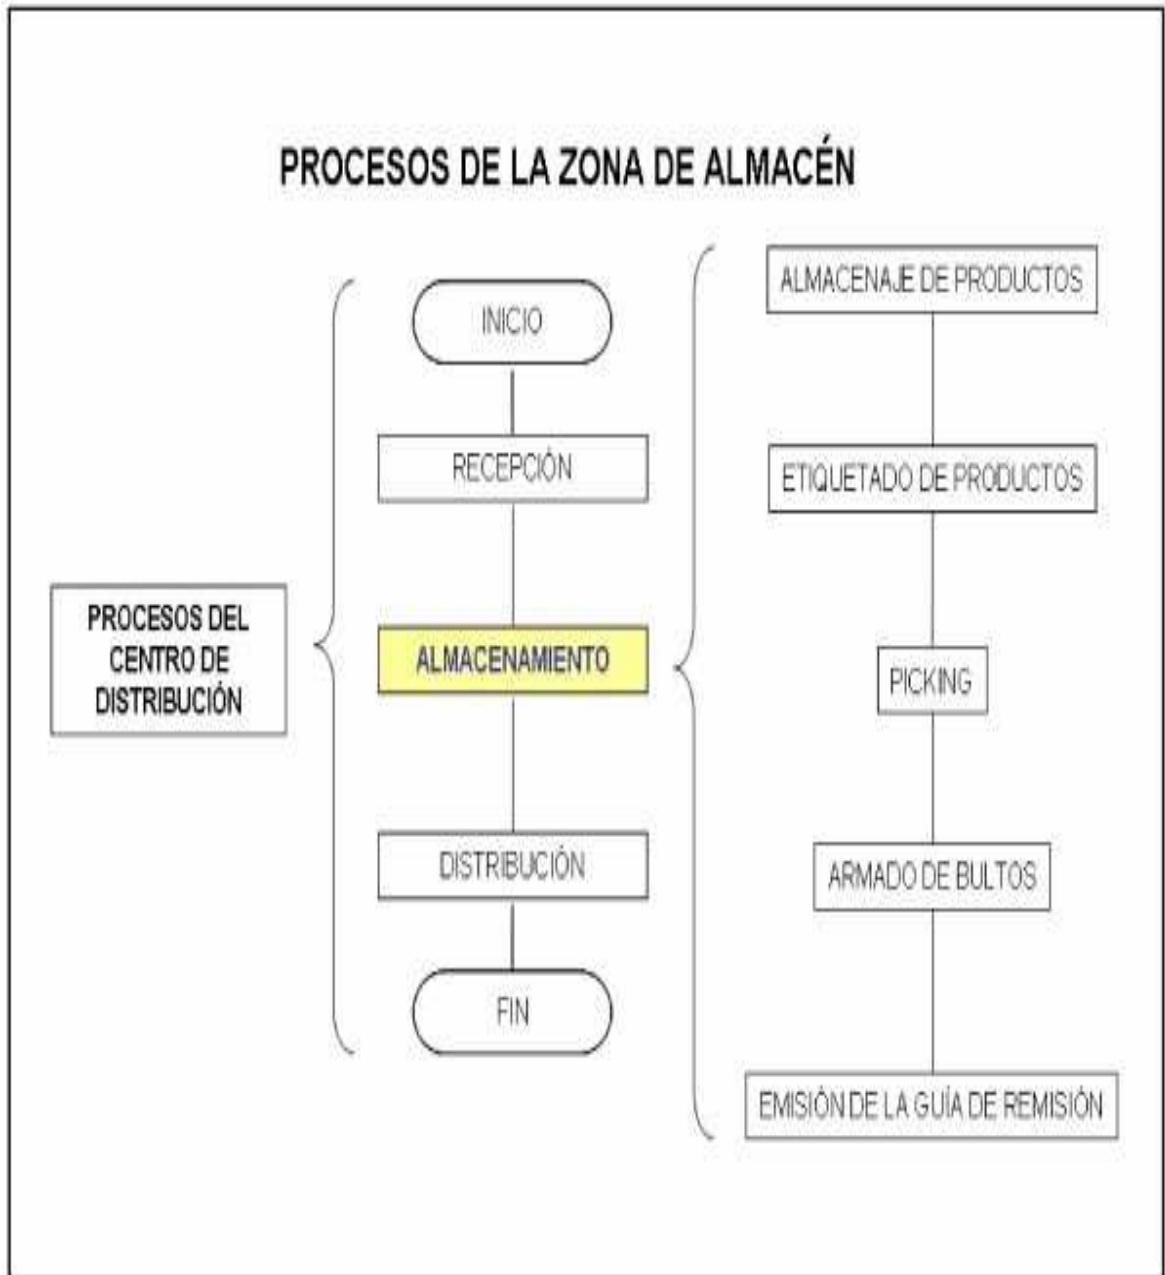 PROCESOS DE LA ZONA DE ALMACÉN
PROCESOS DEL
CENTRO DE
DISTRIBUCIÓN
INICIO
RECEPCIÓN
ALMACENAMIENTO
DISTRIBUCIÓN
FIN
ALMACENAJE DE PRODUCTOS
ETIQUETADO DE PRODUCTOS
PICKING
ARMADO DE BULTOS
EMISIÓN DE LA GUÍA DE REMISIÓN